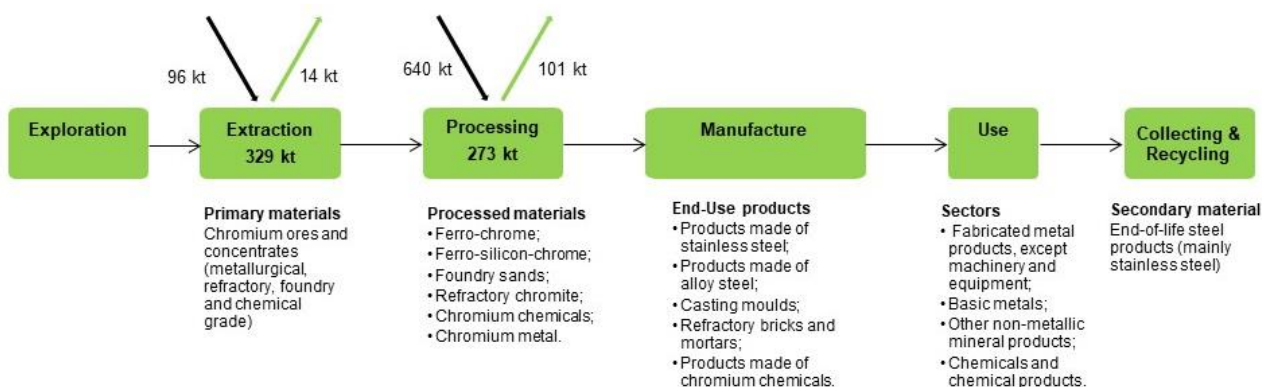 96 kt
14 kt
640 kt
101 kt
Exploration
Extraction
329 kt
Processing
273 kt
Manufacture
Use
Collecting &
Recycling
Primary materials
Chromium ores and
concentrates
(metallurgical,
refractory, foundry
and chemical
grade)
Processed materials
• Ferro-chrome;
• Ferro-silicon-chrome;
• Foundry sands;
• Refractory chromite;
• Chromium chemicals;
• Chromium metal.
End-Use products
• Products made of
stainless steel;
• Products made of
alloy steel;
• Casting moulds;
• Refractory bricks and
mortars;
• Products made of
chromium chemicals.
Sectors
• Fabricated metal
products, except
machinery and
equipment;
• Basic metals;
• Other non-metallic
mineral products;
• Chemicals and
chemical products.
Secondary material
End-of-life steel
products (mainly
stainless steel)